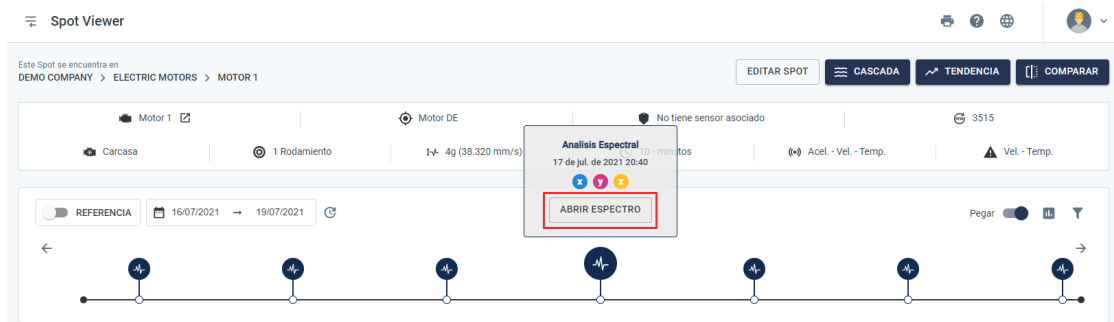 Spot Viewer
Este Spot se encuentra en
DEMO COMPANY > ELECTRIC MOTORS > MOTOR 1
EDITAR SPOT
CASCADA
TENDENCIA
COMPARAR
Motor 1
Motor DE
No tiene sensor asociado
3515
Carcasa
1 Rodamiento
4g (38.320 mm/s)
10 - minutos
Acel. - Vel. - Temp.
Vel. - Temp.
Analisis Espectral
17 de jul. de 2021 20:40
x y z
ABRIR ESPECTRO
REFERENCIA
16/07/2021 → 19/07/2021
Pegar